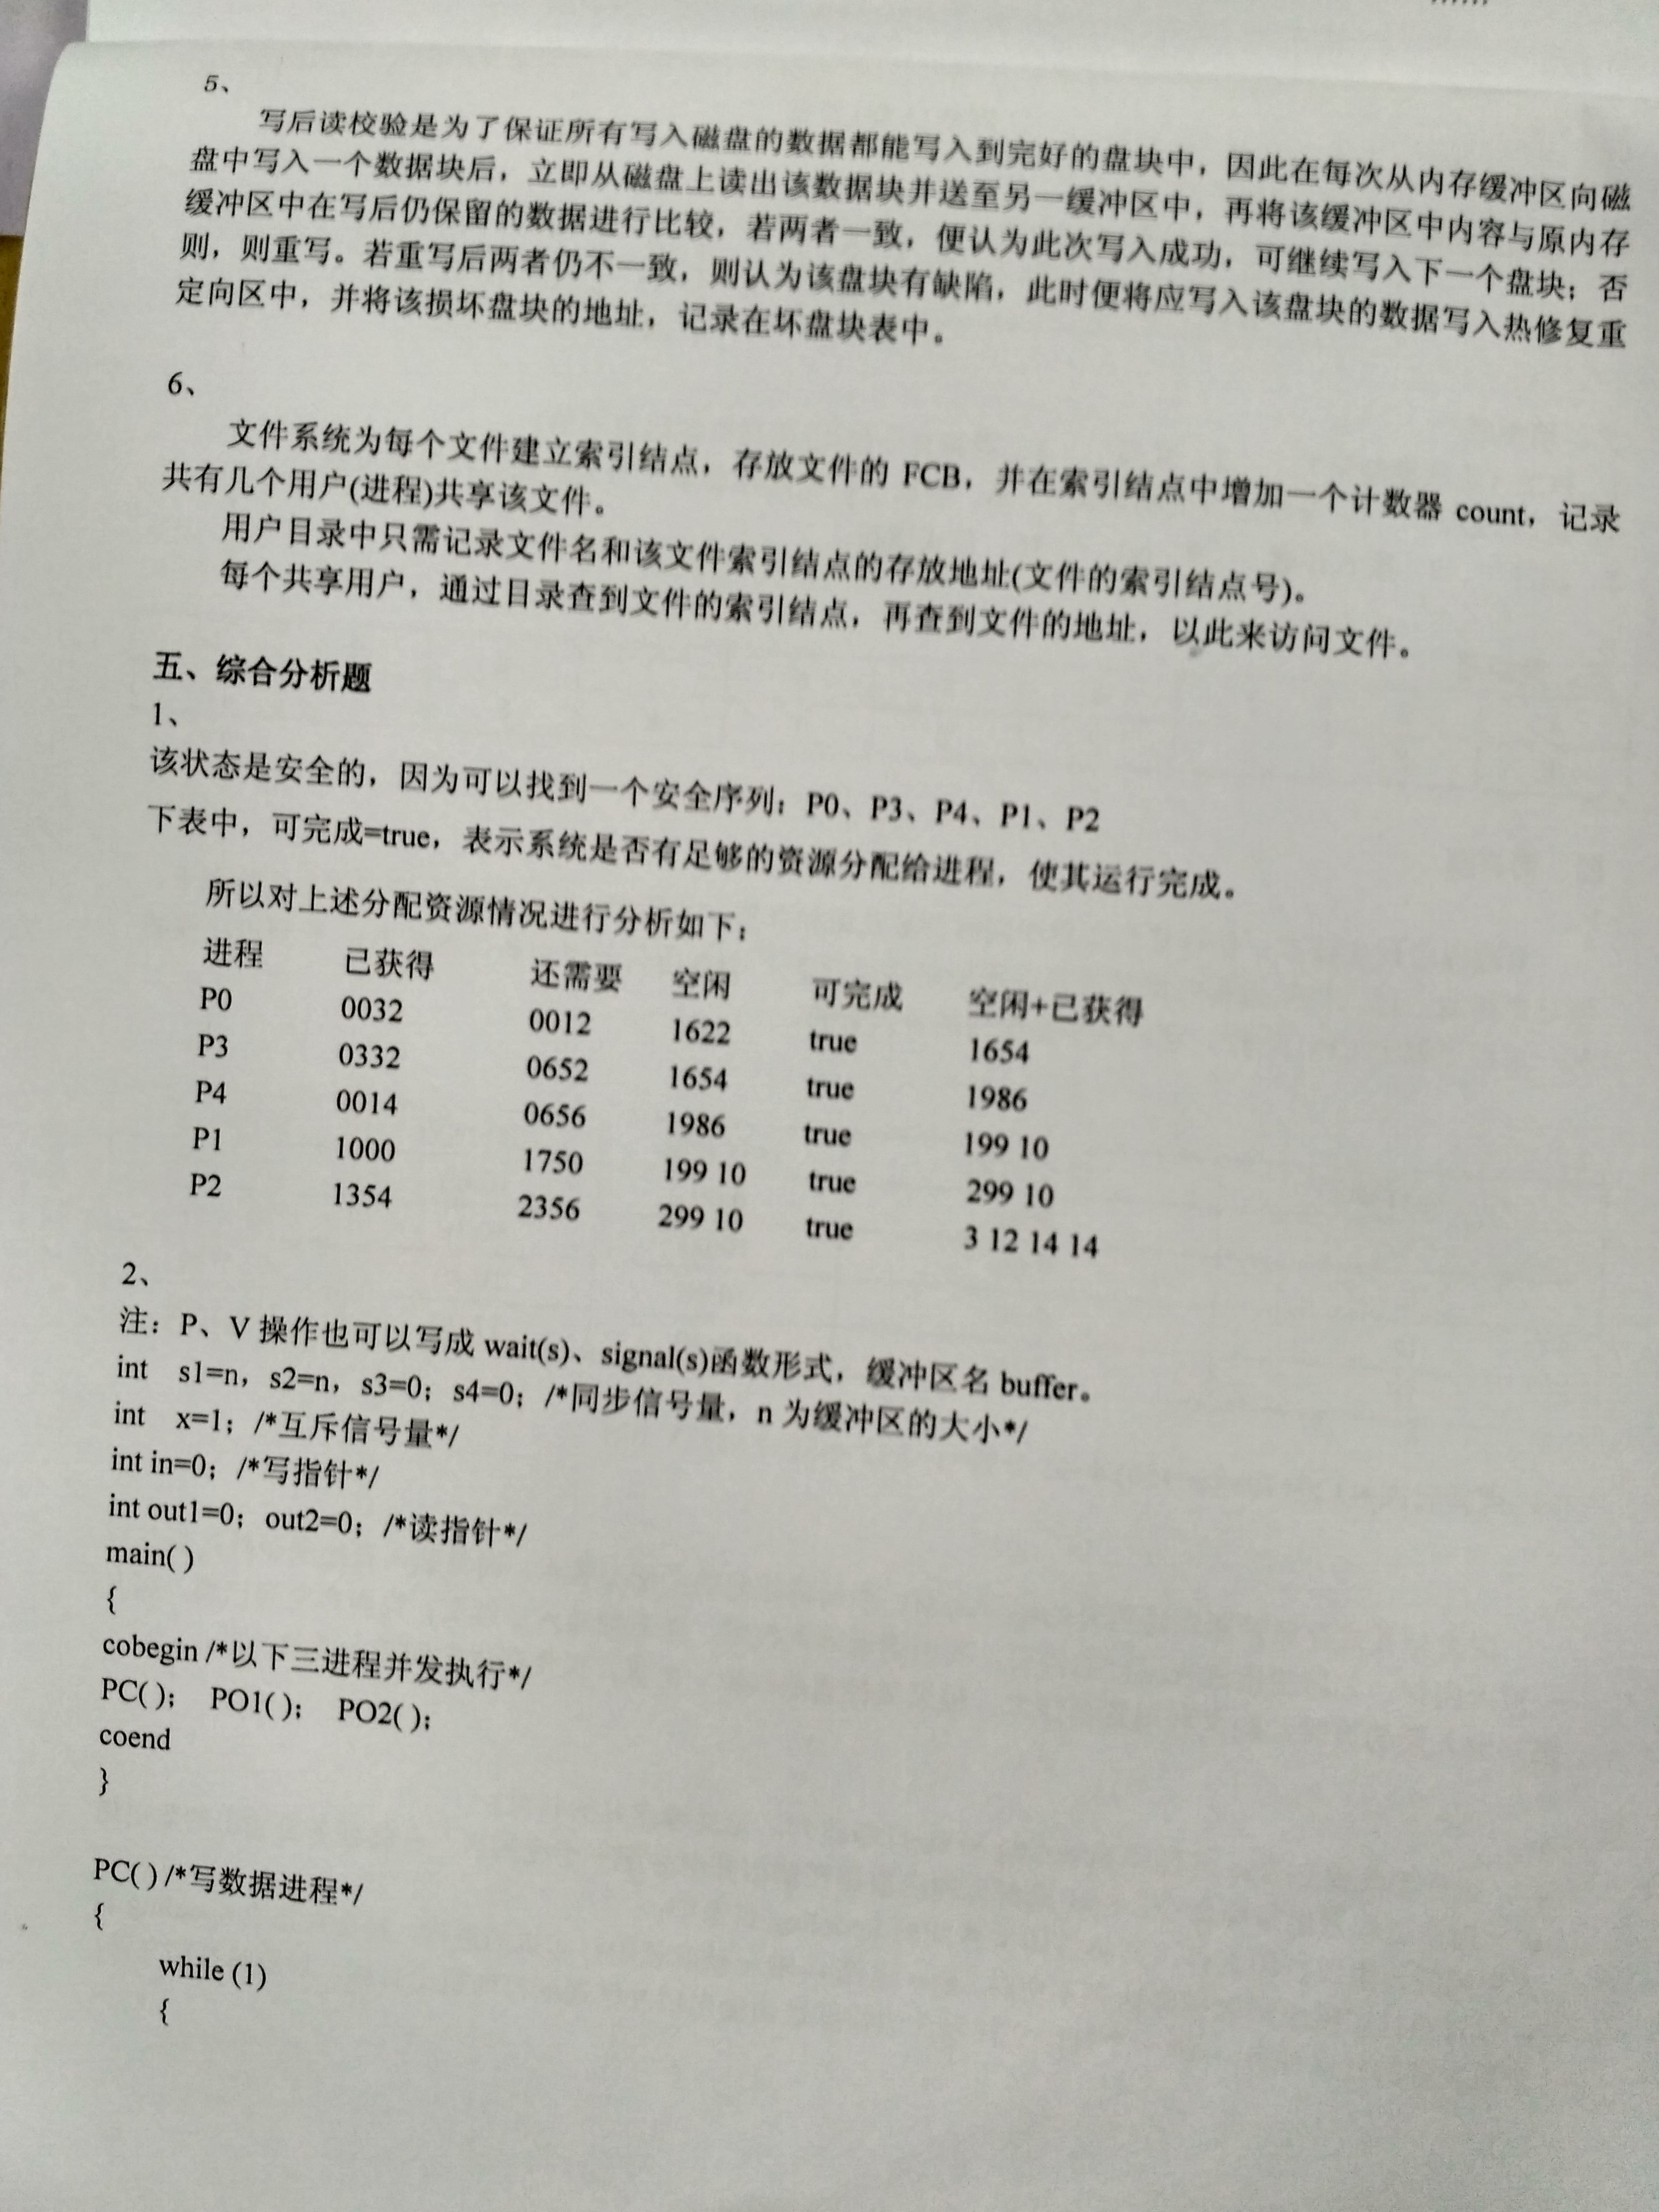 5、
写后读校验是为了保证所有写入磁盘的数据都能写入到完好的盘块中，因此在每次从内存缓冲区向磁
盘中写入一个数据块后，立即从磁盘上读出该数据块并送至另一缓冲区中，再将该缓冲区中内容与原内存
缓冲区中在写后仍保留的数据进行比较，若两者一致，便认为此次写入成功，可继续写入下一个盘块；否
则，则重写。若重写后两者仍不一致，则认为该盘块有缺陷，此时便将应写入该盘块的数据写入热修复重
定向区中，并将该损坏盘块的地址，记录在坏盘块表中。
6、
文件系统为每个文件建立索引结点，存放文件的 FCB，并在索引结点中增加一个计数器 count，记录
共有几个用户(进程)共享该文件。
用户目录中只需记录文件名和该文件索引结点的存放地址(文件的索引结点号)。
每个共享用户，通过目录查到文件的索引结点，再查到文件的地址，以此来访问文件。
五、综合分析题
1、
该状态是安全的，因为可以找到一个安全序列：P0、P3、P4、P1、P2
下表中，可完成=true，表示系统是否有足够的资源分配给进程，使其运行完成。
所以对上述分配资源情况进行分析如下：
进程 已获得 还需要 空闲 可完成 空闲+已获得
P0 0032 0012 1622 true 1654
P3 0332 0652 1654 true 1986
P4 0014 0656 1986 true 199 10
P1 1000 1750 199 10 true 299 10
P2 1354 2356 299 10 true 3 12 14 14
2、
注：P、V 操作也可以写成 wait(s)、signal(s)函数形式，缓冲区名 buffer。
int s1=n，s2=n，s3=0；s4=0；/*同步信号量，n 为缓冲区的大小*/
int x=1；/*互斥信号量*/
int in=0；/*写指针*/
int out1=0；out2=0；/*读指针*/
main( )
{
cobegin /*以下三进程并发执行*/
PC( )； PO1( )； PO2( )；
coend
}
PC( ) /*写数据进程*/
{
while (1)
{